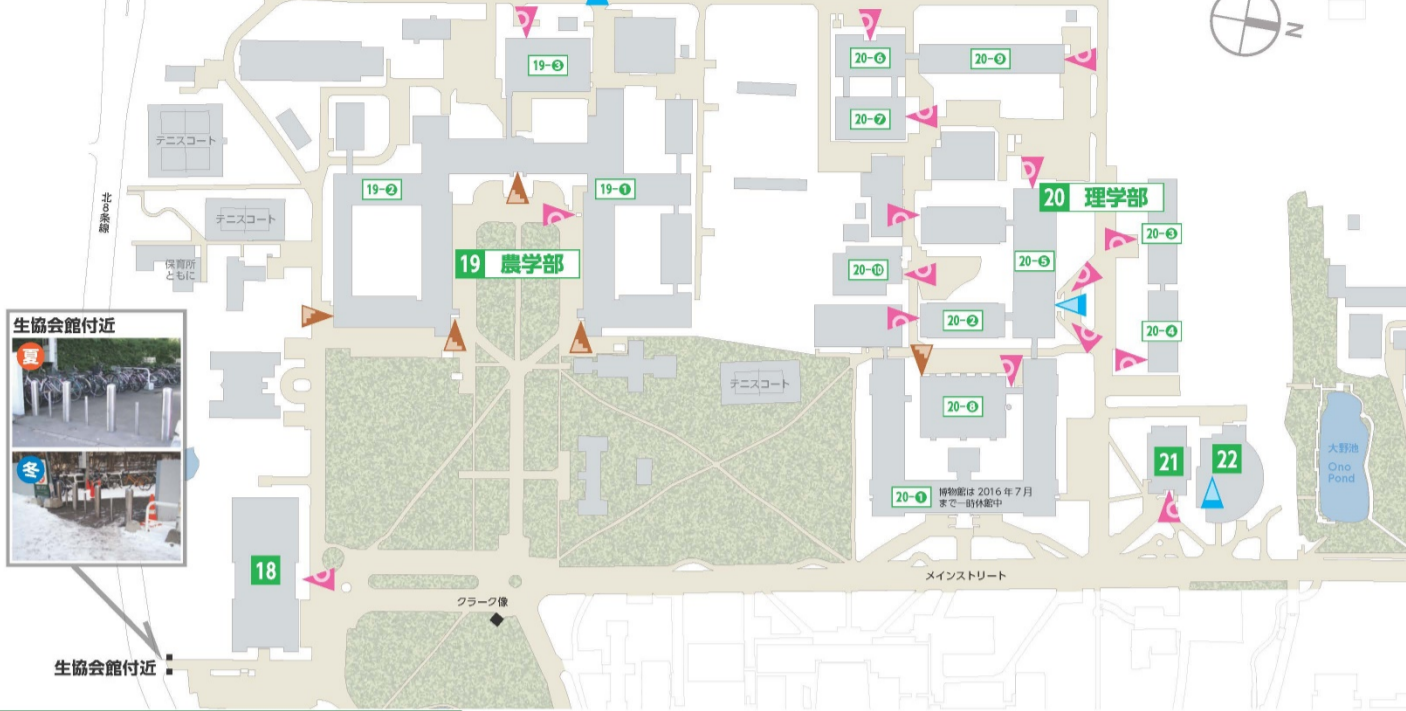 N
19-❸
20-❻
20-❾
20-❼
テニスコート
19-❷
19-❶
20 理学部
北8条線
テニスコート
20-❸
保育所
ともに
19 農学部
20-❿
20-❺
生協会館付近
夏
20-❷
20-❹
テニスコート
20-❽
冬
21
22
大野池
Ono
Pond
20-❶
博物館は 2016 年 7 月
まで一時休館中
18
メインストリート
クラーク像
生協会館付近